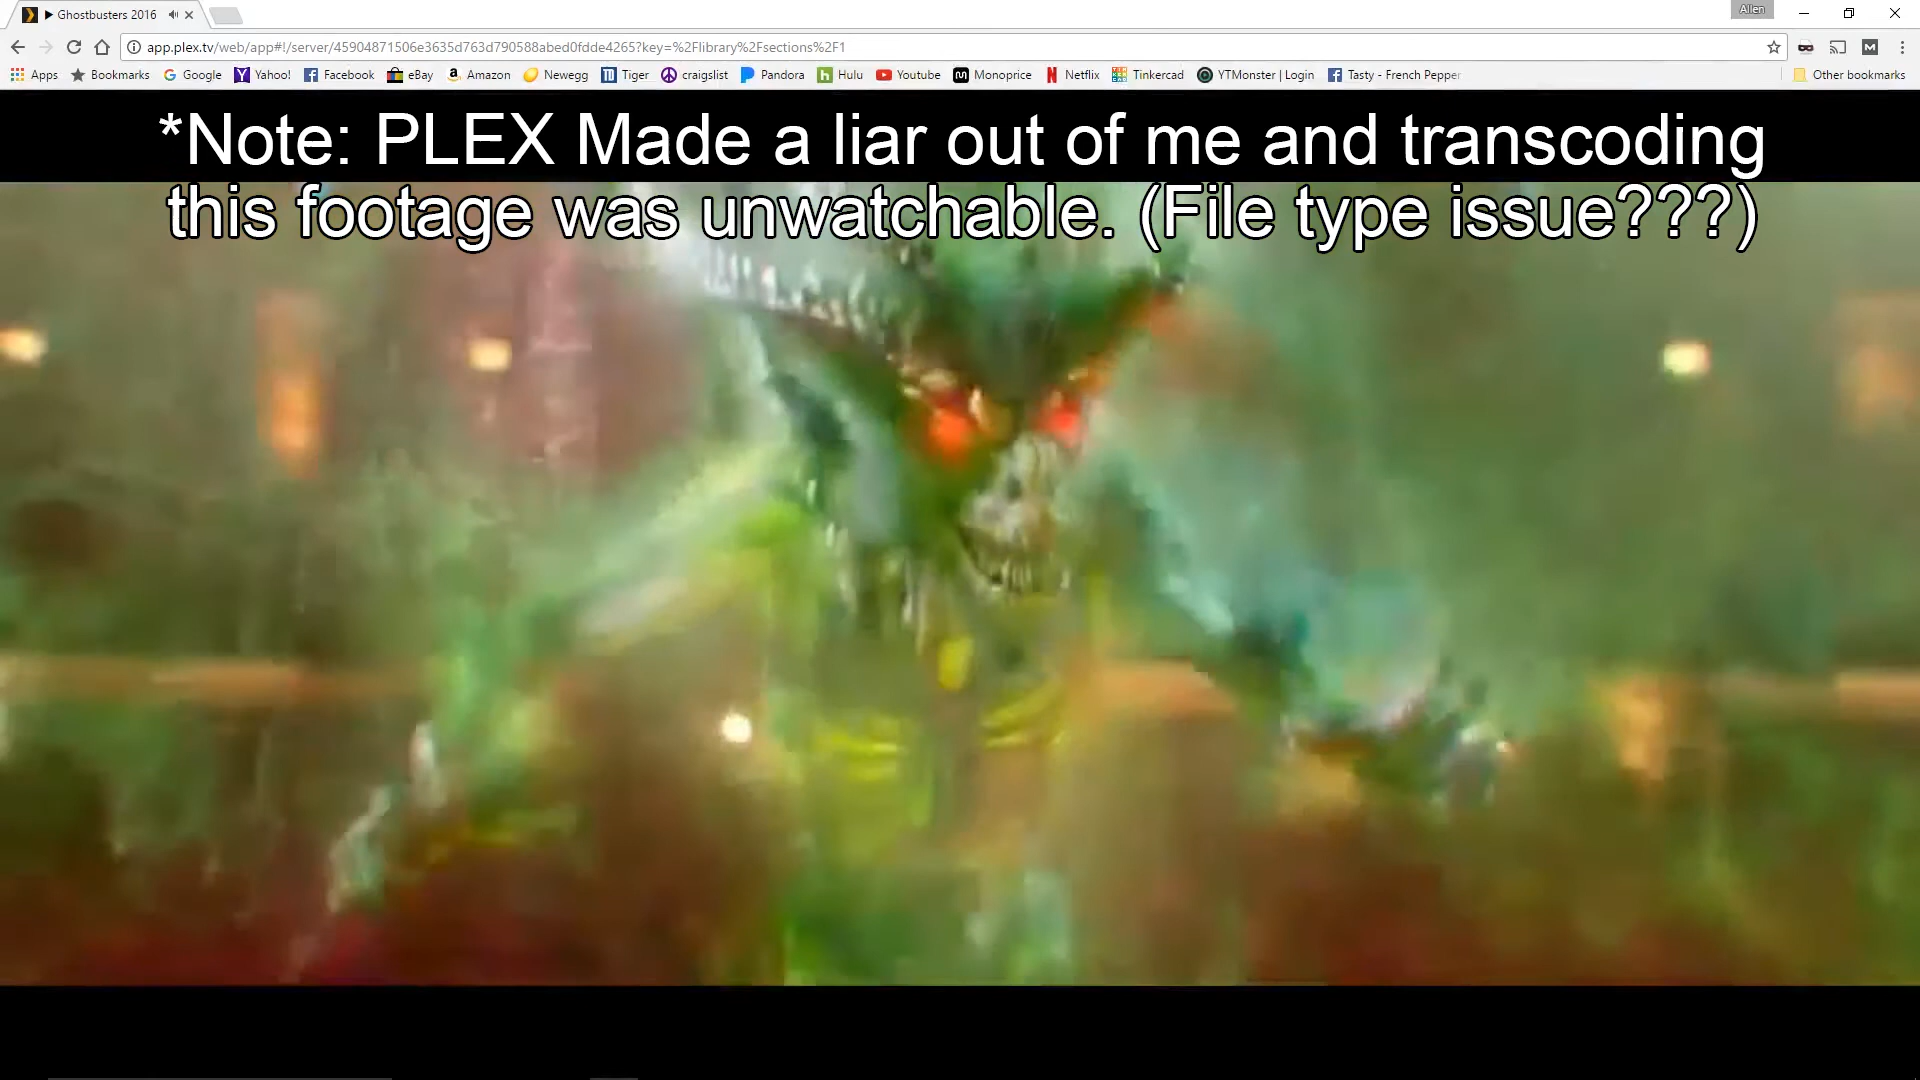 Ghostbusters 2016
Allen
app.plex.tv/web/app#!/server/45904871506e3635d763d790588abed0fdde4265?key=%2Flibrary%2Fsections%2F1
Apps Bookmarks Google Yahoo! Facebook eBay Amazon Newegg Tiger craigslist Pandora Hulu Youtube Monoprice Netflix Tinkercad YTMonster | Login Tasty - French Pepper Other bookmarks
*Note: PLEX Made a liar out of me and transcoding
this footage was unwatchable. (File type issue???)